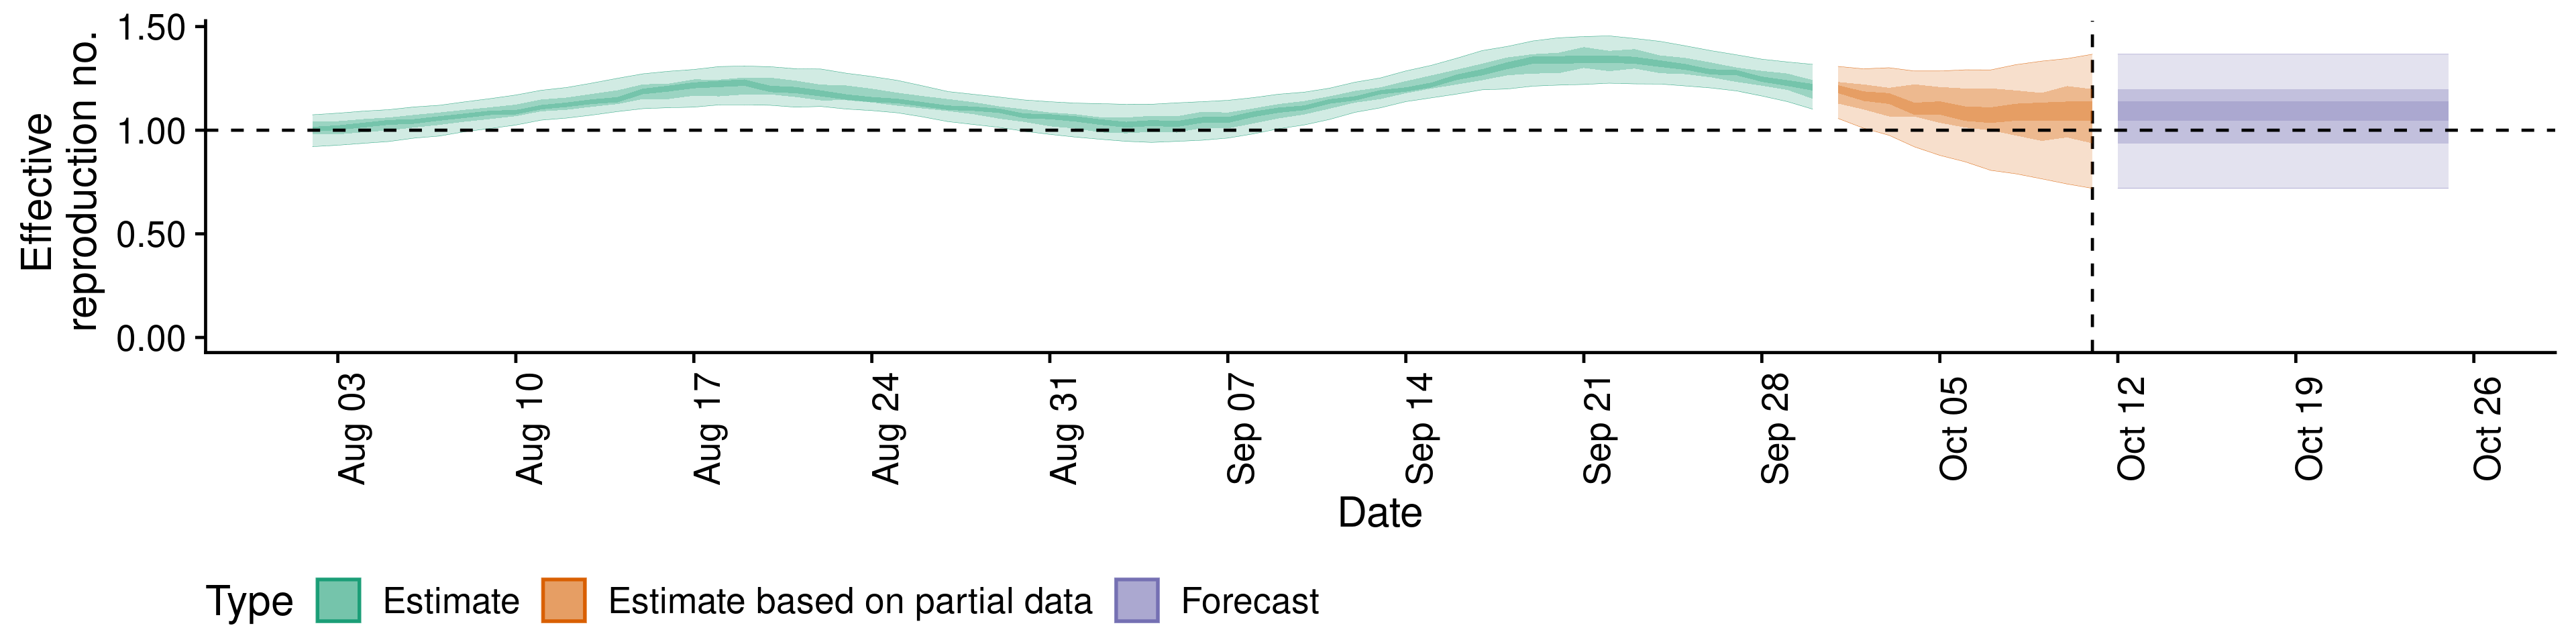 Effective
reproduction no.
1.50
1.00
0.50
0.00
Aug 03
Aug 10
Aug 17
Aug 24
Aug 31
Sep 07
Sep 14
Sep 21
Sep 28
Oct 05
Oct 12
Oct 19
Oct 26
Date
Type Estimate Estimate based on partial data Forecast